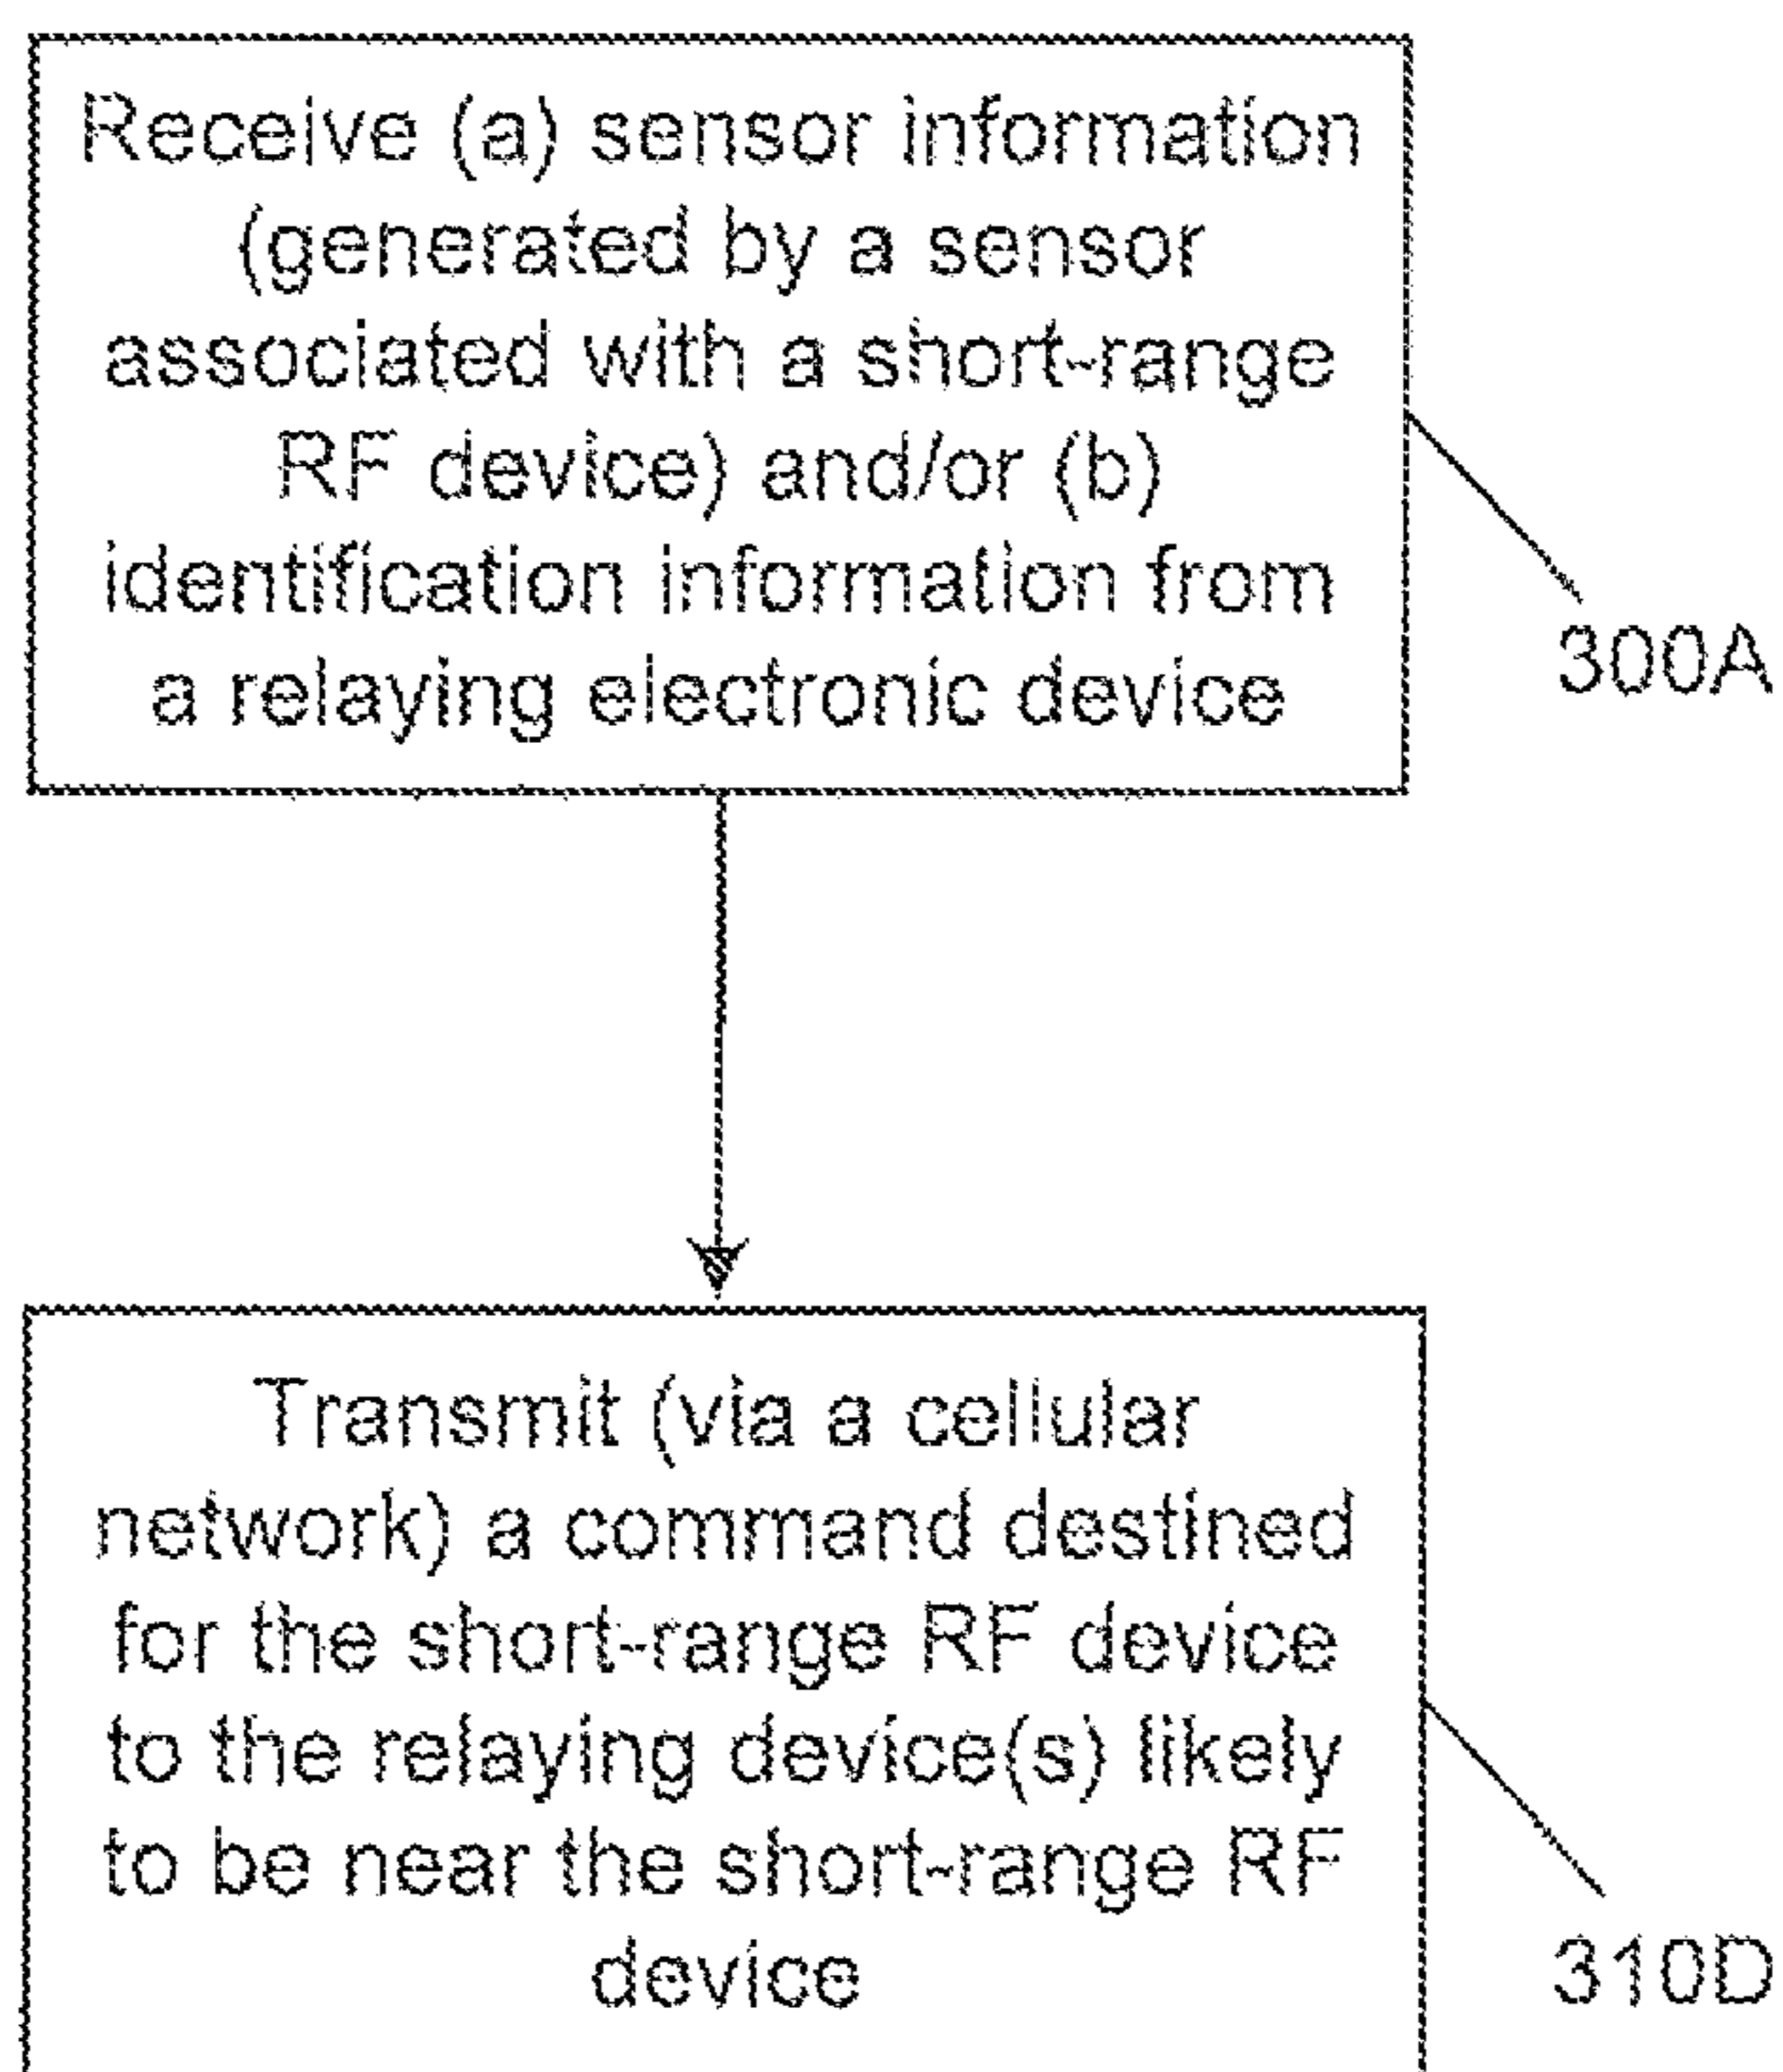 Receive (a) sensor information
(generated by a sensor
associated with a short-range
RF device) and/or (b)
identification information from
a relaying electronic device
300A
Transmit (via a cellular
network) a command destined
for the short-range RF device
to the relaying device(s) likely
to be near the short-range RF
device
310D